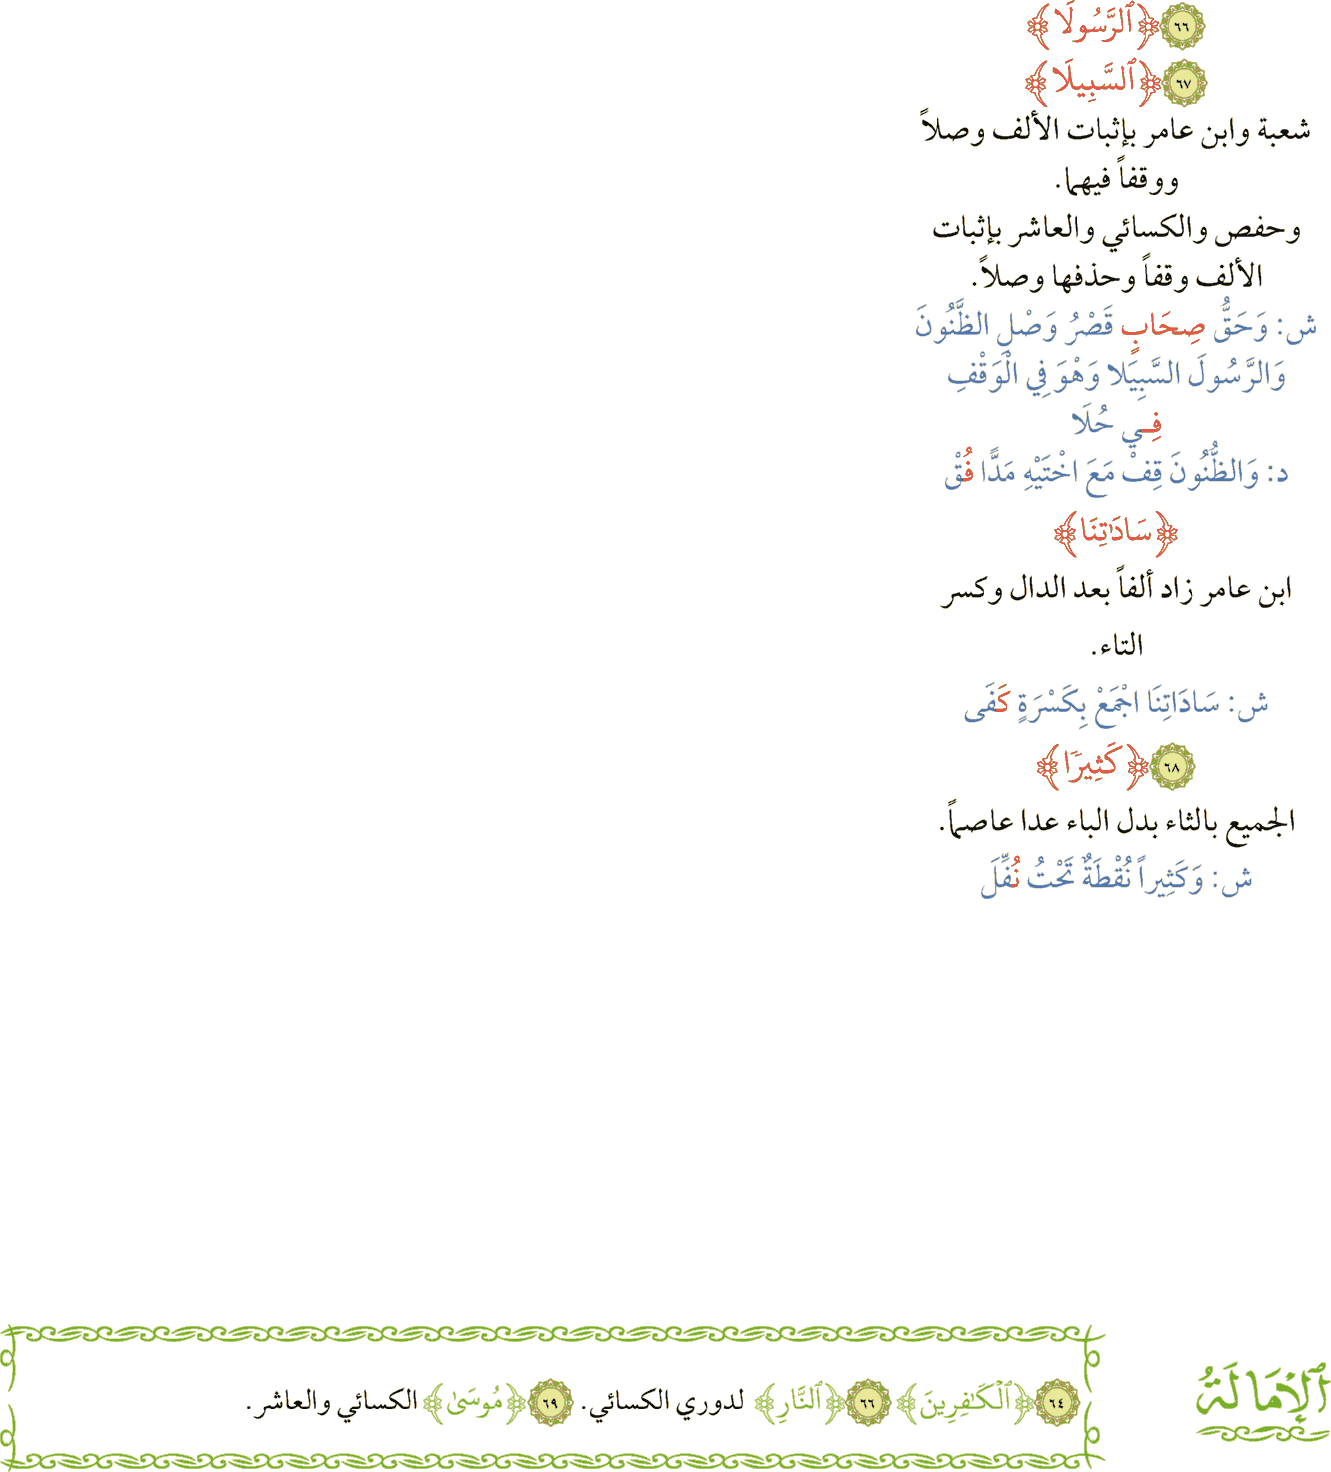 ٦٦ ﴿ٱلرَّسُولَا﴾
٦٧ ﴿ٱلسَّبِيلَا﴾
شعبة وابن عامر بإثبات الألف وصلاً
ووقفاً فيهما.
وحفص والكسائي والعاشر بإثبات
الألف وقفاً وحذفها وصلاً.
ش: وَحَقُّ صِحَابٍ قَصْرُ وَصْلِ الظُّنُونَ
وَالرَّسُولَ السَّبِيلَا وَهْوَ فِي الْوَقْفِ
فِي حُلَا
د: وَالظُّنُونَ قِفْ مَعَ اخْتَيْهِ مَدًّا فُقْ
﴿سَادَٰتِنَا﴾
ابن عامر زاد ألفاً بعد الدال وكسر
التاء.
ش: سَادَاتِنَا اجْمَعْ بِكَسْرَةٍ كَفَى
٦٨ ﴿كَثِيرًا﴾
الجميع بالثاء بدل الباء عدا عاصماً.
ش: وَكَثِيراً نُقْطَةٌ تَحْتُ نُفِّلَ
ٱلْإِمَالَةُ
٦٤ ﴿ٱلْكَـٰفِرِينَ﴾ ٦٦ ﴿ٱلنَّارِ﴾ لدوري الكسائي. ٦٩ ﴿مُوسَىٰ﴾ الكسائي والعاشر.